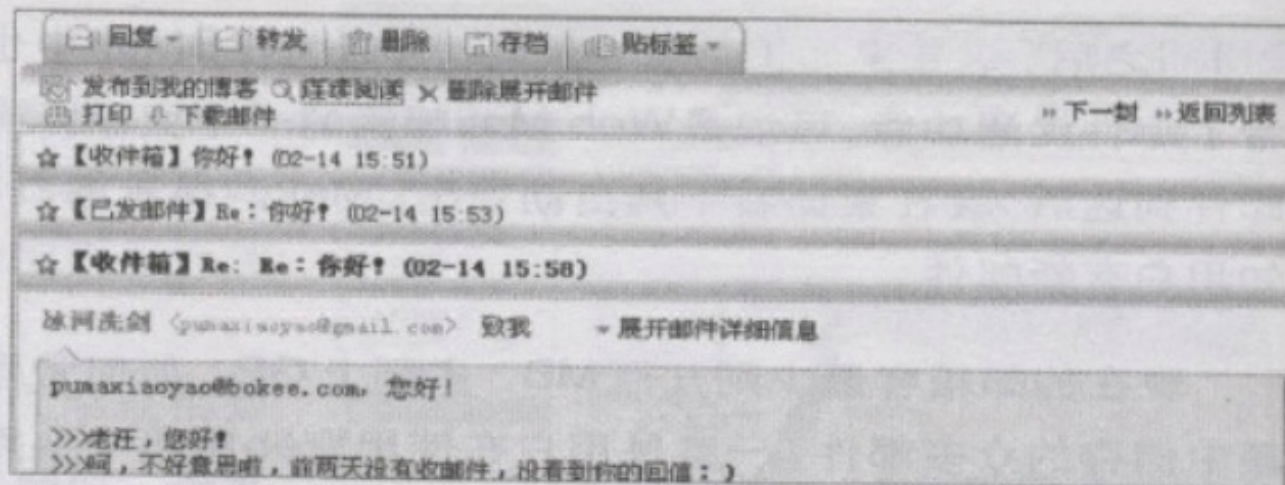 回复 转发 删除 存档 贴标签
发布到我的博客 连续阅读 删除展开邮件
打印 下载邮件 下一封 返回列表
☆【收件箱】你好! (02-14 15:51)
☆【已发邮件】Re: 你好! (02-14 15:53)
☆【收件箱】Re: Re: 你好! (02-14 15:58)
冰河洗剑 <pumaxiaoyao@gmail.com> 致我 展开邮件详细信息
pumaxiaoyao@bokee.com, 您好!
>>>老汪,您好!
>>>呵,不好意思啦,前两天没有收邮件,没看到你的回值:)